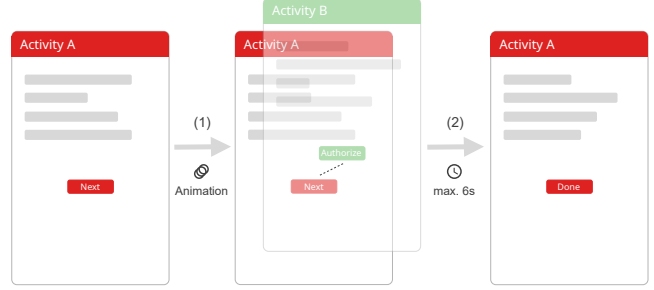 Activity A
Next
(1)
Animation
Activity B
Activity A
Authorize
Next
(2)
max. 6s
Activity A
Done